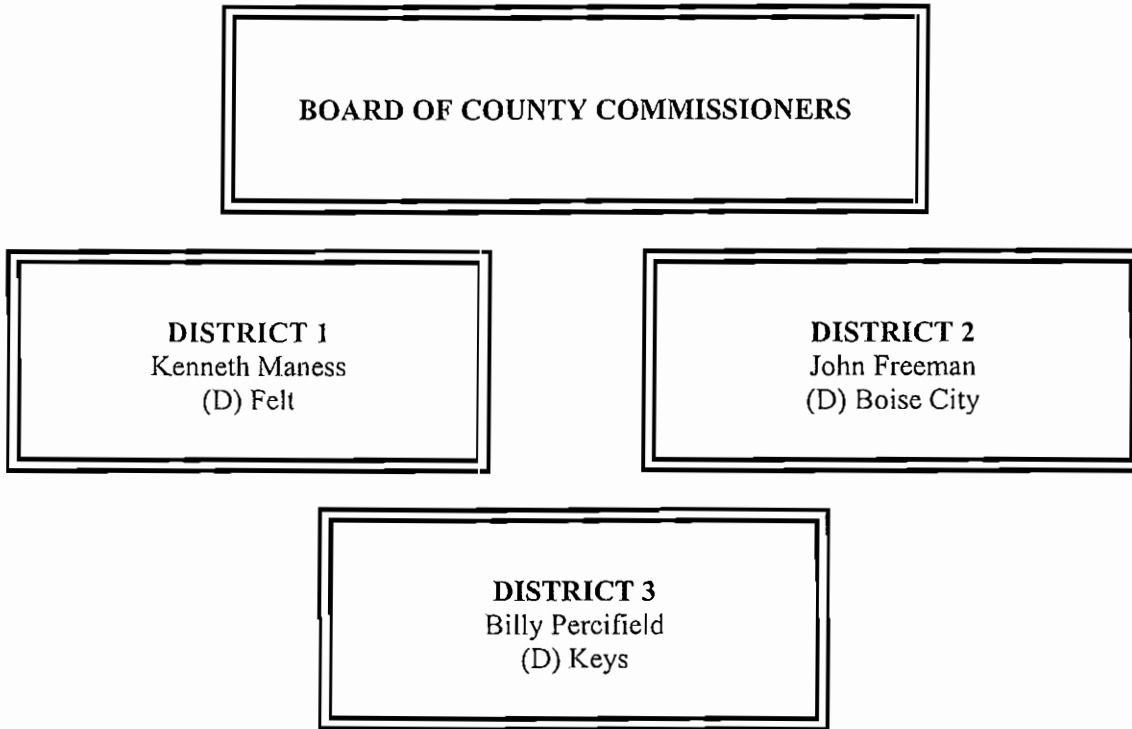 BOARD OF COUNTY COMMISSIONERS
DISTRICT 1
Kenneth Maness
(D) Felt
DISTRICT 2
John Freeman
(D) Boise City
DISTRICT 3
Billy Percifield
(D) Keys